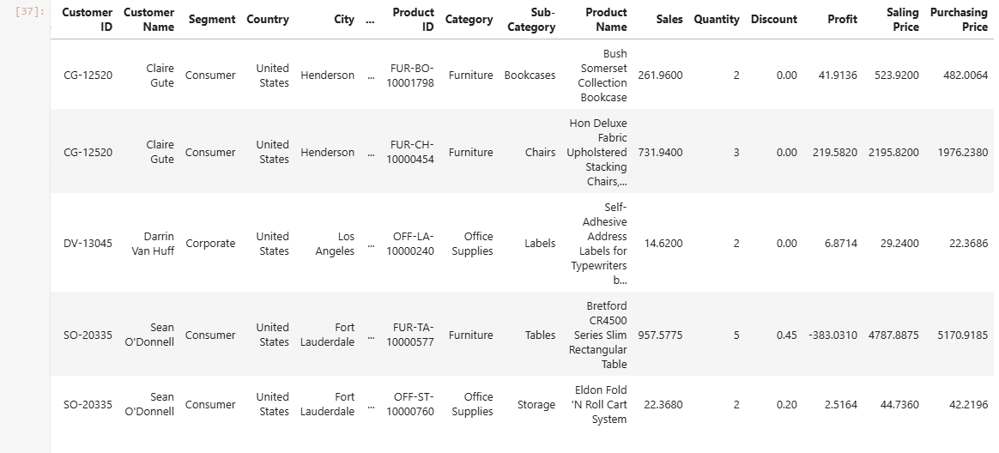 [37]:
Customer ID Customer Name Segment Country City ... Product ID Category Sub-Category Product Name Sales Quantity Discount Profit Saling Price Purchasing Price
CG-12520 Claire Gute Consumer United States Henderson ... FUR-BO-10001798 Furniture Bookcases Bush Somerset Collection Bookcase 261.9600 2 0.00 41.9136 523.9200 482.0064
CG-12520 Claire Gute Consumer United States Henderson ... FUR-CH-10000454 Furniture Chairs Hon Deluxe Fabric Upholstered Stacking Chairs,... 731.9400 3 0.00 219.5820 2195.8200 1976.2380
DV-13045 Darrin Van Huff Corporate United States Los Angeles ... OFF-LA-10000240 Office Supplies Labels Self-Adhesive Address Labels for Typewriters b... 14.6200 2 0.00 6.8714 29.2400 22.3686
SO-20335 Sean O'Donnell Consumer United States Fort Lauderdale ... FUR-TA-10000577 Furniture Tables Bretford CR4500 Series Slim Rectangular Table 957.5775 5 0.45 -383.0310 4787.8875 5170.9185
SO-20335 Sean O'Donnell Consumer United States Fort Lauderdale ... OFF-ST-10000760 Office Supplies Storage Eldon Fold 'N Roll Cart System 22.3680 2 0.20 2.5164 44.7360 42.2196